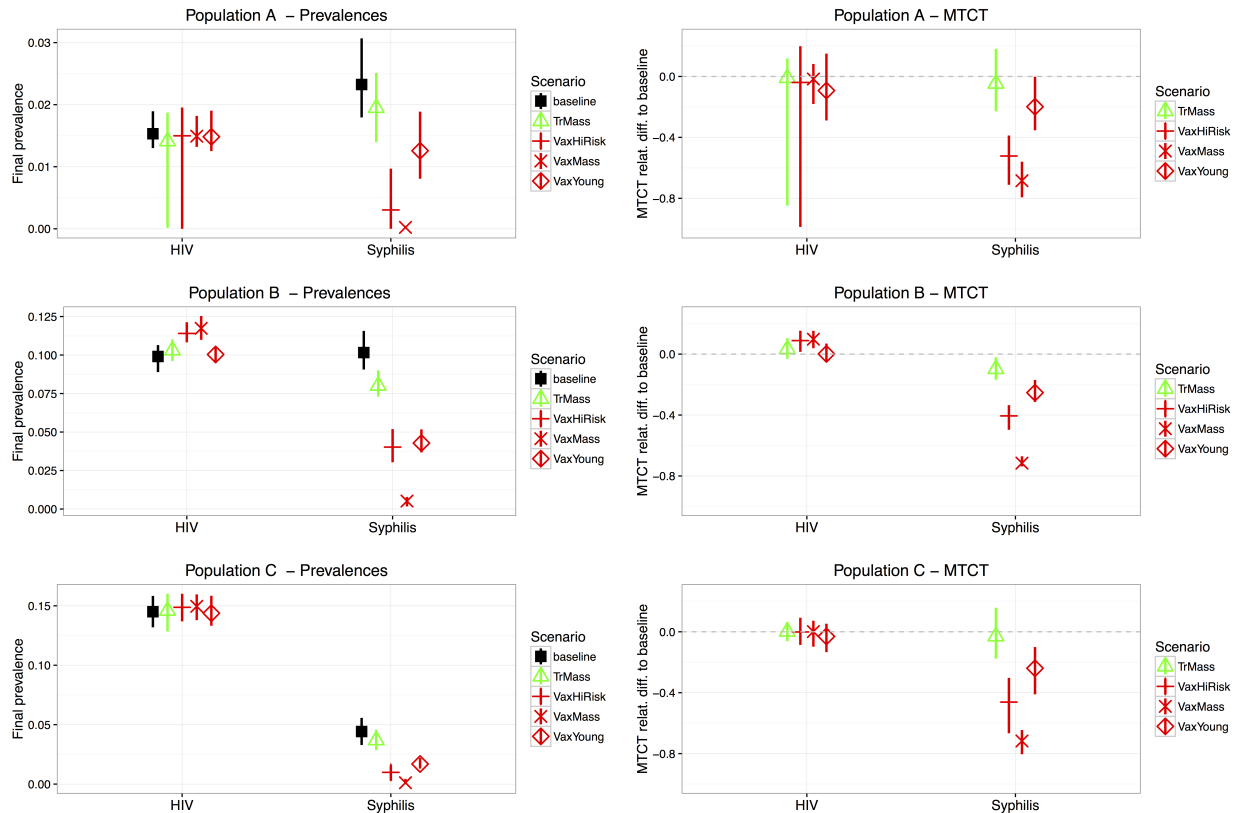 Population A – Prevalences
Final prevalence
0.03
0.02
0.01
0.00
HIV
Syphilis
Scenario
baseline
TrMass
VaxHiRisk
VaxMass
VaxYoung
Population A – MTCT
MTCT relat. diff. to baseline
0.0
−0.4
−0.8
HIV
Syphilis
Scenario
TrMass
VaxHiRisk
VaxMass
VaxYoung
Population B – Prevalences
Final prevalence
0.125
0.100
0.075
0.050
0.025
0.000
HIV
Syphilis
Scenario
baseline
TrMass
VaxHiRisk
VaxMass
VaxYoung
Population B – MTCT
MTCT relat. diff. to baseline
0.0
−0.4
−0.8
HIV
Syphilis
Scenario
TrMass
VaxHiRisk
VaxMass
VaxYoung
Population C – Prevalences
Final prevalence
0.15
0.10
0.05
0.00
HIV
Syphilis
Scenario
baseline
TrMass
VaxHiRisk
VaxMass
VaxYoung
Population C – MTCT
MTCT relat. diff. to baseline
0.0
−0.4
−0.8
HIV
Syphilis
Scenario
TrMass
VaxHiRisk
VaxMass
VaxYoung